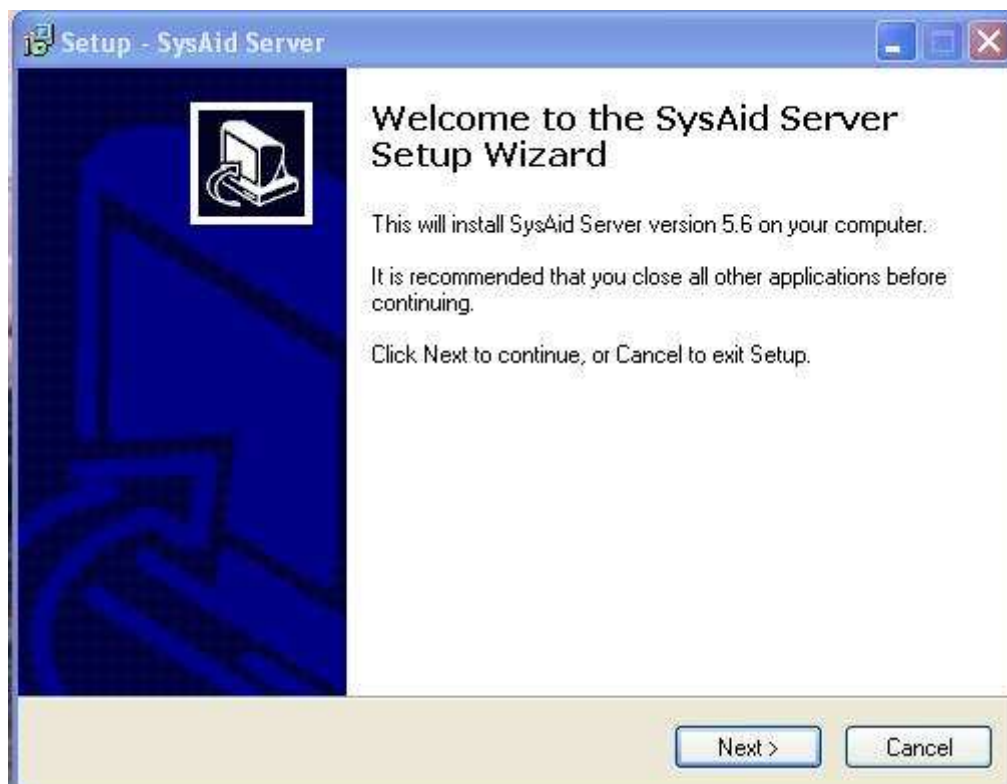 Setup - SysAid Server
Welcome to the SysAid Server
Setup Wizard
This will install SysAid Server version 5.6 on your computer.
It is recommended that you close all other applications before
continuing.
Click Next to continue, or Cancel to exit Setup.
Next >
Cancel